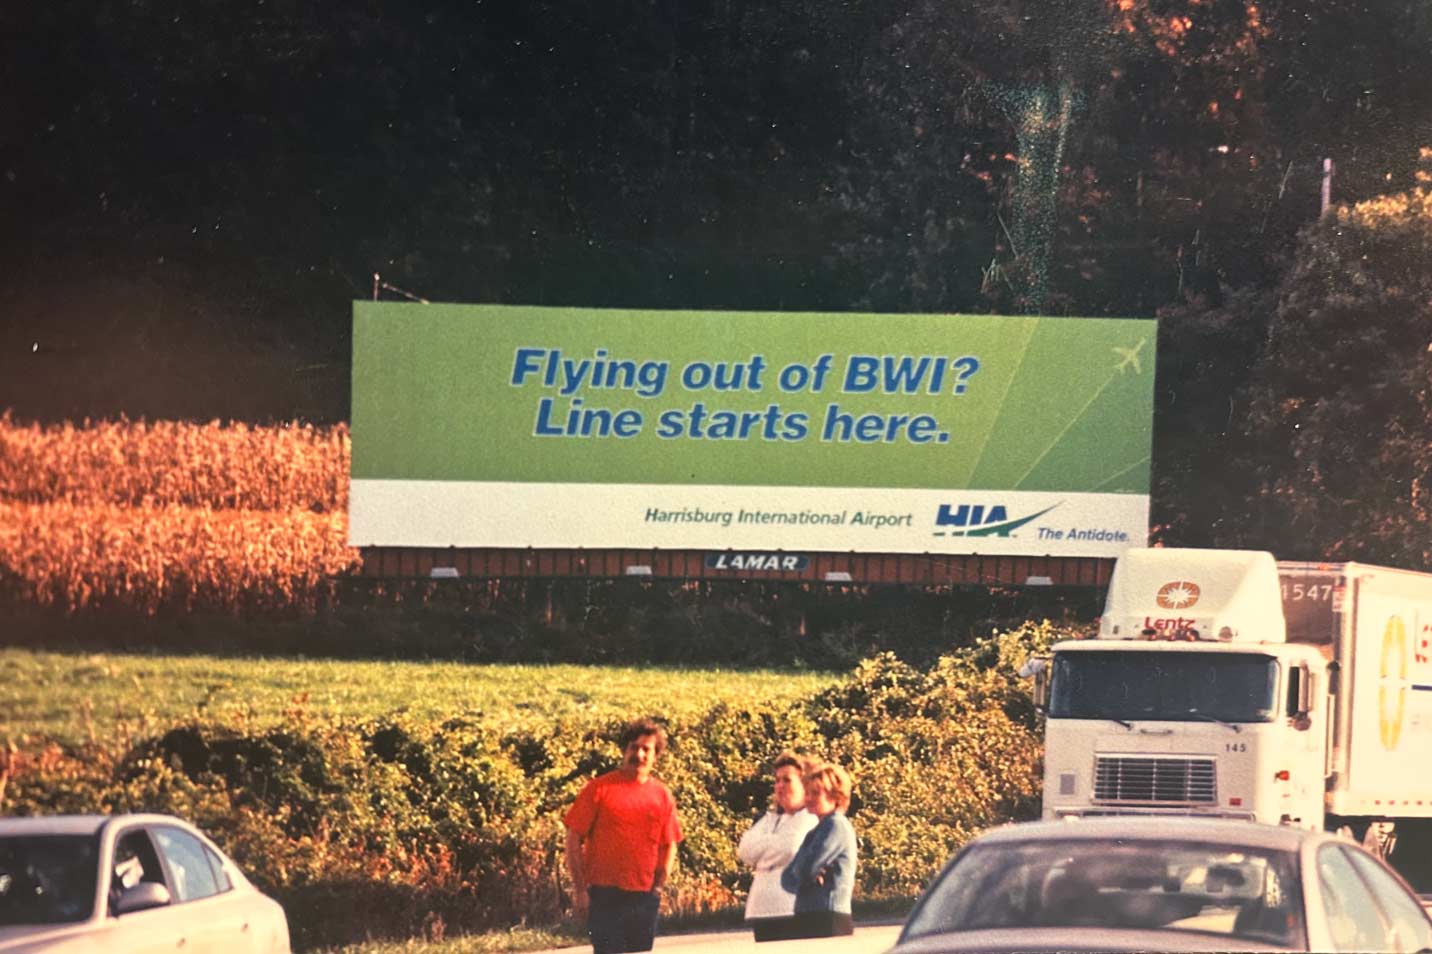 Flying out of BWI?
Line starts here.
Harrisburg International Airport HIA The Antidote.
LAMAR
Lentz
1547
145